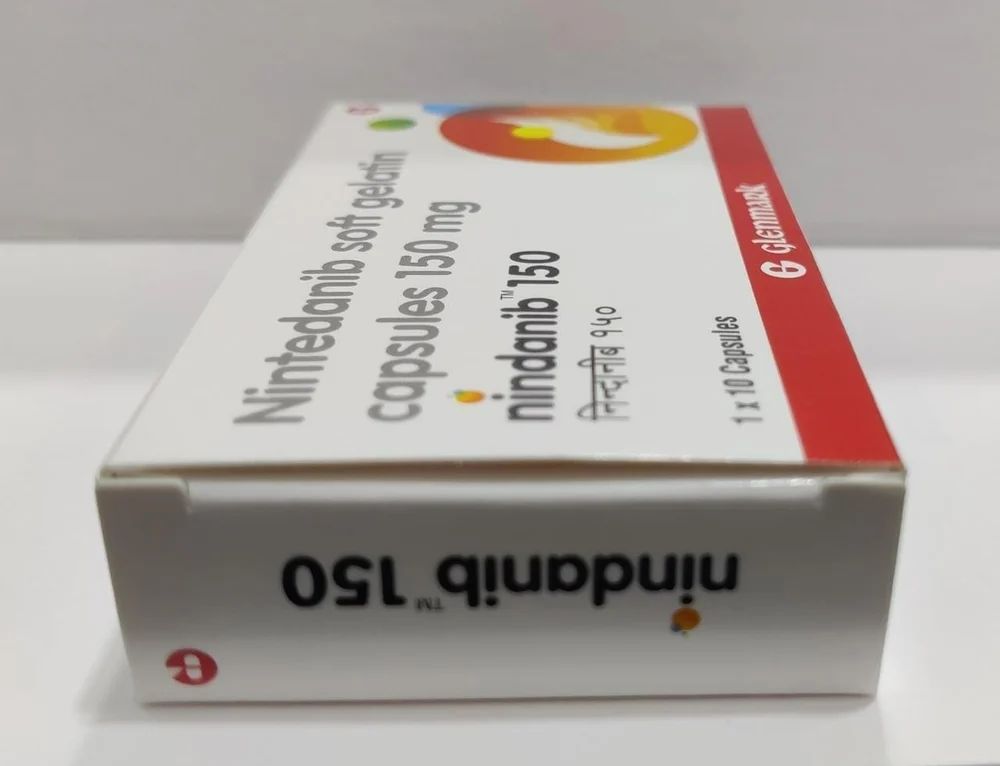 Nintedanib soft gelatin
capsules 150 mg
nindanib™ 150
निन्दानीब १५०
1 x 10 Capsules
G glenmark
nindanib™ 150